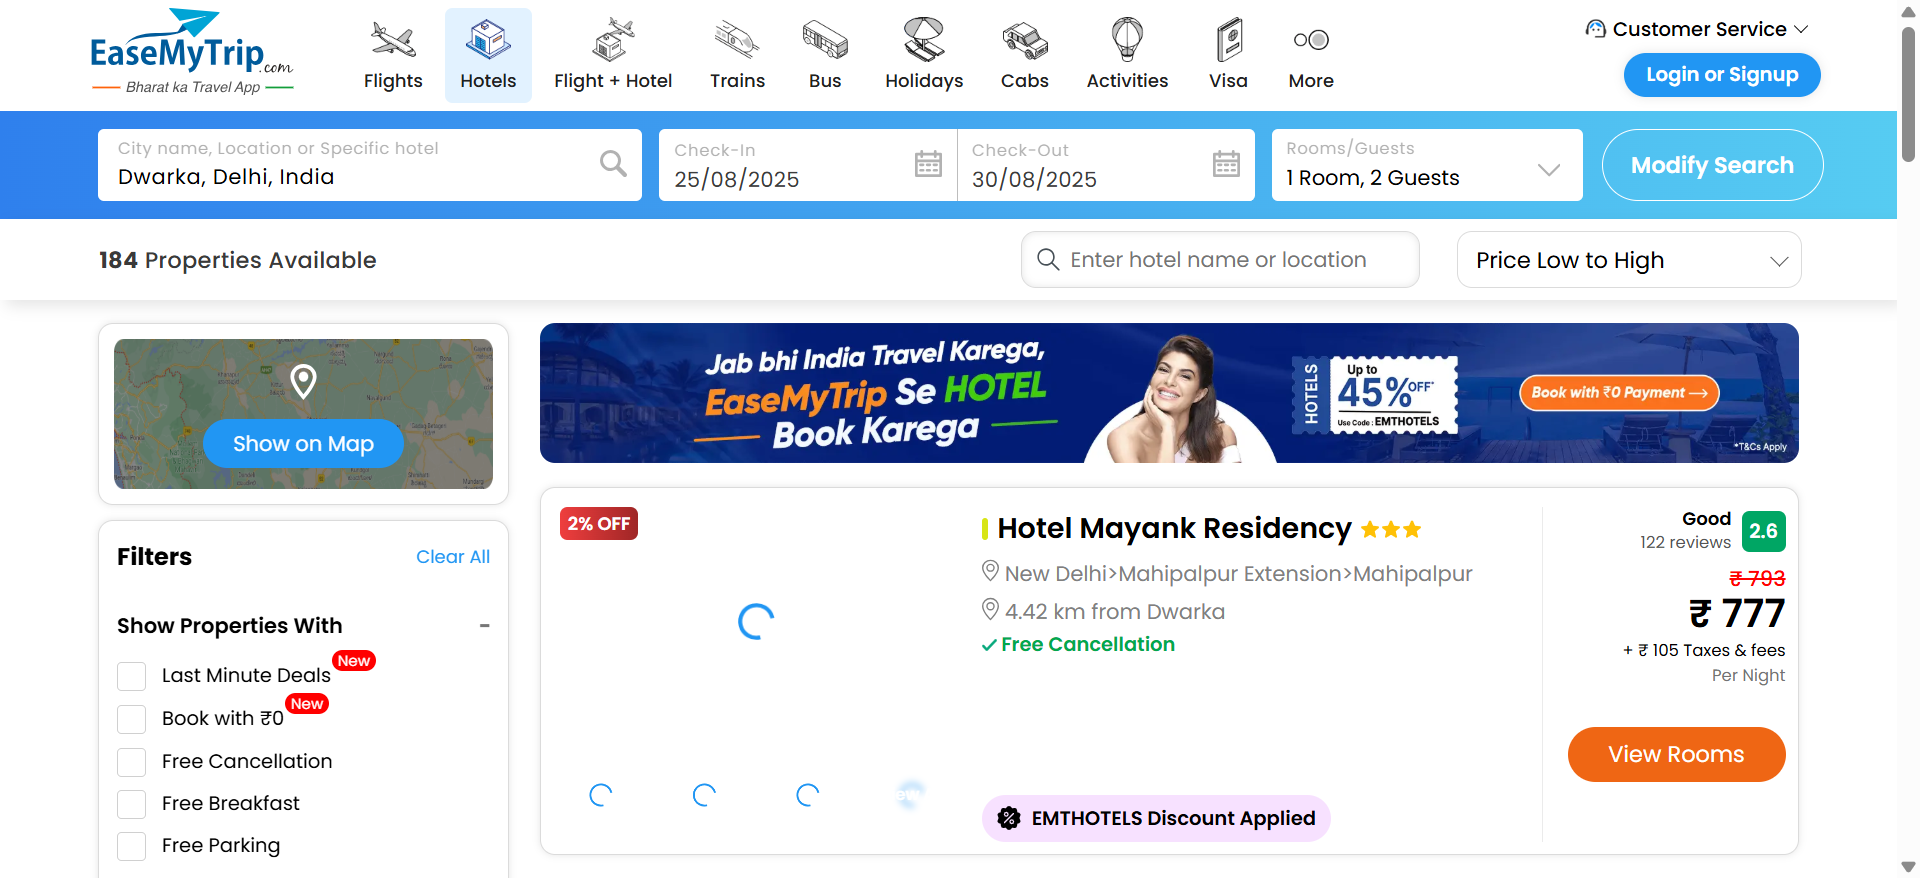 EaseMyTrip.com
Bharat ka Travel App
Flights
Hotels
Flight + Hotel
Trains
Bus
Holidays
Cabs
Activities
Visa
More
Customer Service
Login or Signup
City name, Location or Specific hotel
Dwarka, Delhi, India
Check-In
25/08/2025
Check-Out
30/08/2025
Rooms/Guests
1 Room, 2 Guests
Modify Search
184 Properties Available
Enter hotel name or location
Price Low to High
Show on Map
Jab bhi India Travel Karega,
EaseMyTrip Se HOTEL
Book Karega
HOTELS
Up to
45% OFF*
Use Code : EMTHOTELS
Book with ₹0 Payment
*T&Cs Apply
Filters
Clear All
Show Properties With
Last Minute Deals New
Book with ₹0 New
Free Cancellation
Free Breakfast
Free Parking
2% OFF
Hotel Mayank Residency
New Delhi>Mahipalpur Extension>Mahipalpur
4.42 km from Dwarka
Free Cancellation
EMTHOTELS Discount Applied
Good
122 reviews
2.6
₹ 793
₹ 777
+ ₹ 105 Taxes & fees
Per Night
View Rooms